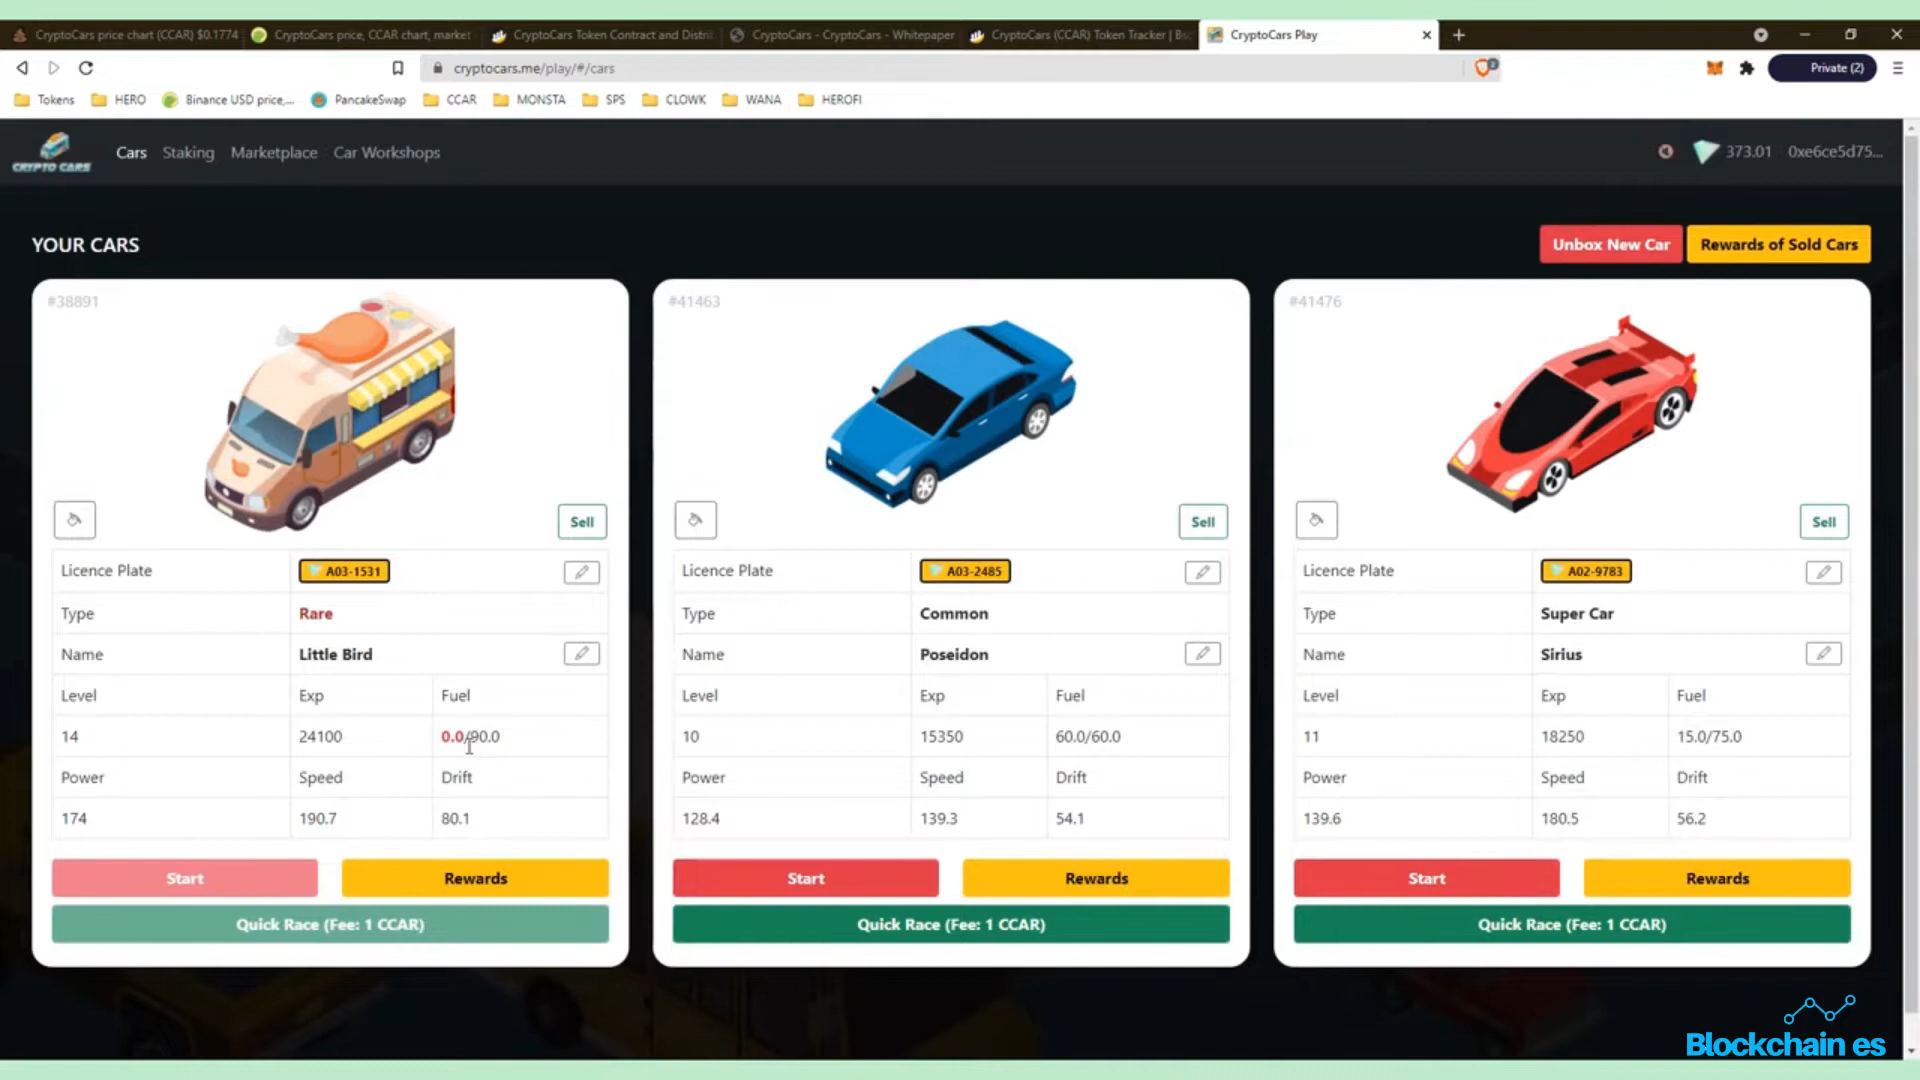 CryptoCars price chart (CCAR) $0.1774
CryptoCars price, CCAR chart, market
CryptoCars Token Contract and Distri
CryptoCars - CryptoCars - Whitepaper
CryptoCars (CCAR) Token Tracker | Bs
CryptoCars Play
cryptocars.me/play/#/cars
2
Private (2)
Tokens HERO Binance USD price,... PancakeSwap CCAR MONSTA SPS CLOWK WANA HEROFI
CRYPTO CARS
Cars Staking Marketplace Car Workshops
373.01 0xe6ce5d75...
YOUR CARS
Unbox New Car
Rewards of Sold Cars
#38891
Sell
Licence Plate A03-1531
Type Rare
Name Little Bird
Level Exp Fuel
14 24100 0.0/90.0
Power Speed Drift
174 190.7 80.1
Start Rewards
Quick Race (Fee: 1 CCAR)
#41463
Sell
Licence Plate A03-2485
Type Common
Name Poseidon
Level Exp Fuel
10 15350 60.0/60.0
Power Speed Drift
128.4 139.3 54.1
Start Rewards
Quick Race (Fee: 1 CCAR)
#41476
Sell
Licence Plate A02-9783
Type Super Car
Name Sirius
Level Exp Fuel
11 18250 15.0/75.0
Power Speed Drift
139.6 180.5 56.2
Start Rewards
Quick Race (Fee: 1 CCAR)
Blockchain es